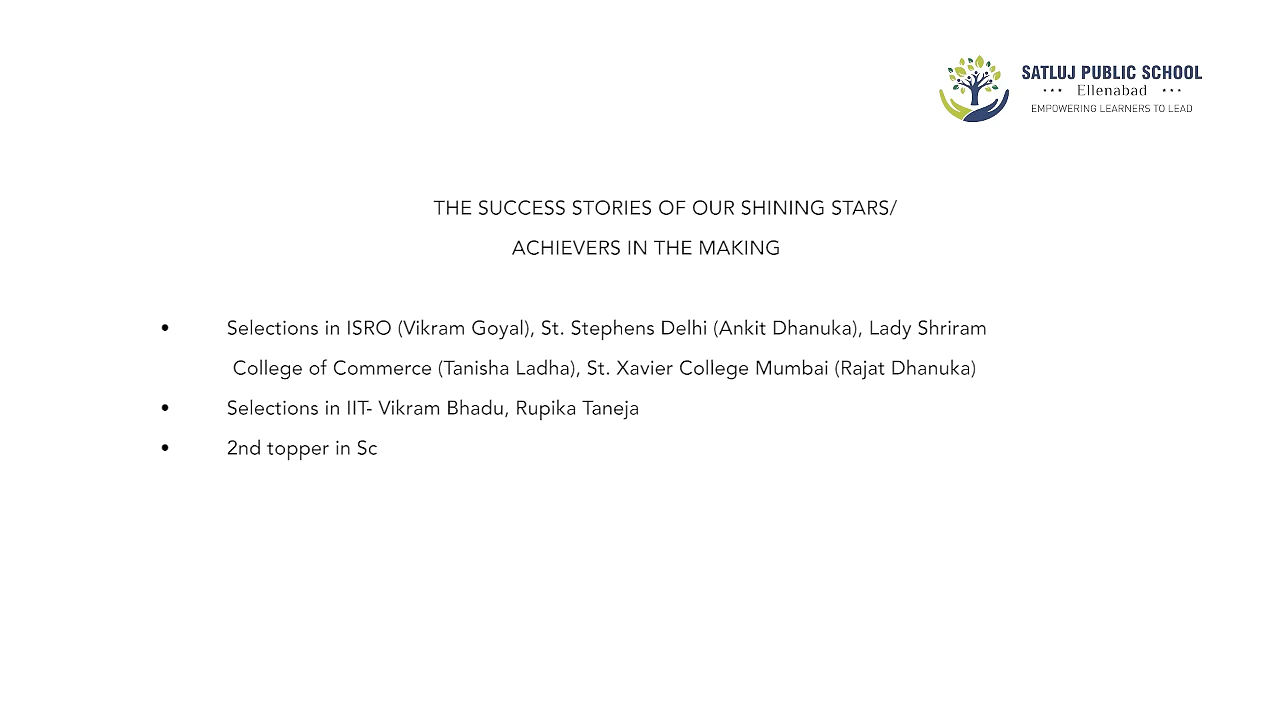 SATLUJ PUBLIC SCHOOL
••• Ellenabad •••
EMPOWERING LEARNERS TO LEAD
THE SUCCESS STORIES OF OUR SHINING STARS/
ACHIEVERS IN THE MAKING
• Selections in ISRO (Vikram Goyal), St. Stephens Delhi (Ankit Dhanuka), Lady Shriram
College of Commerce (Tanisha Ladha), St. Xavier College Mumbai (Rajat Dhanuka)
• Selections in IIT- Vikram Bhadu, Rupika Taneja
• 2nd topper in Sc